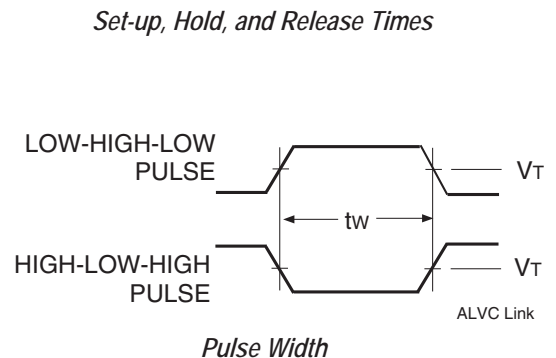 Set-up, Hold, and Release Times
LOW-HIGH-LOW
PULSE
VT
tw
HIGH-LOW-HIGH
PULSE
VT
ALVC Link
Pulse Width